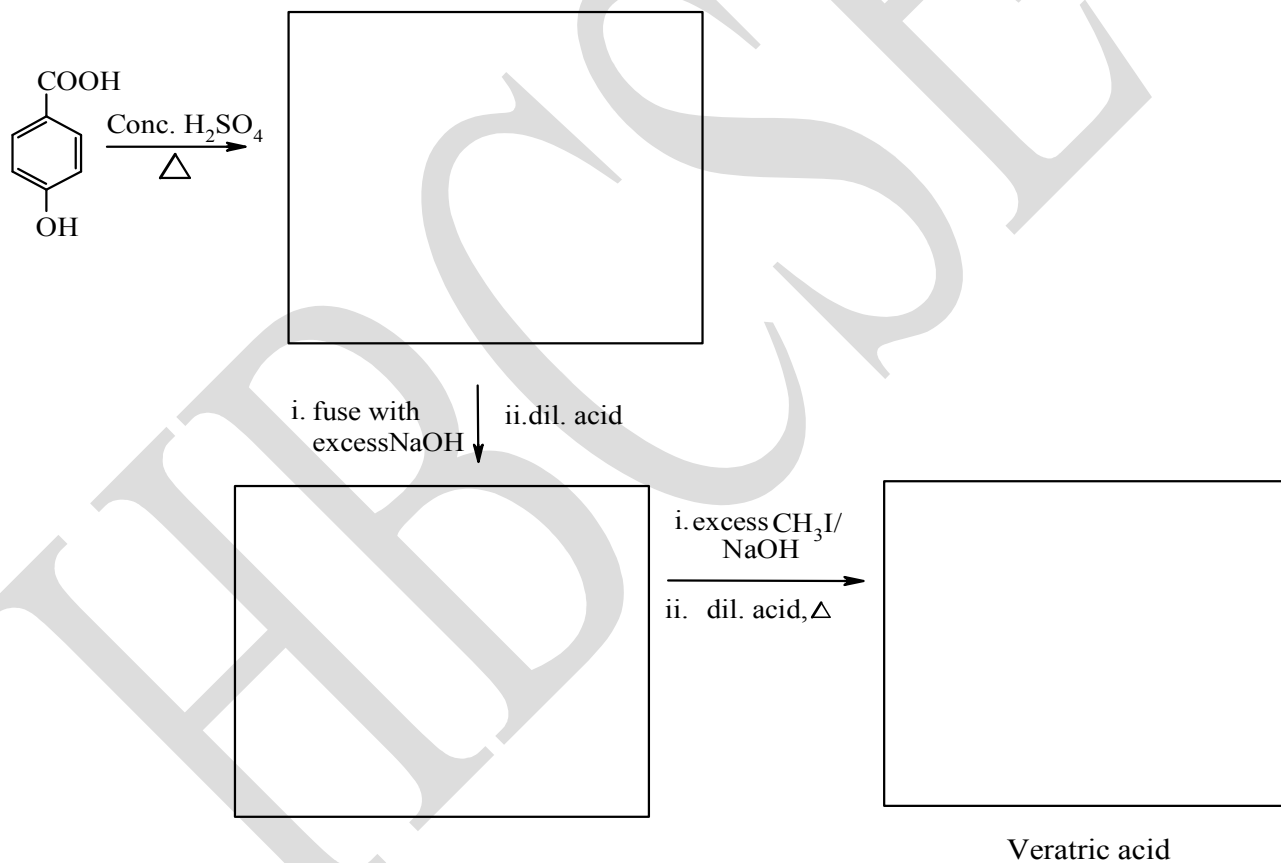 COOH
Conc. H₂SO₄
△
OH
i. fuse with
excessNaOH
ii.dil. acid
i. excess CH₃I/
NaOH
ii. dil. acid,△
Veratric acid
HBCSE